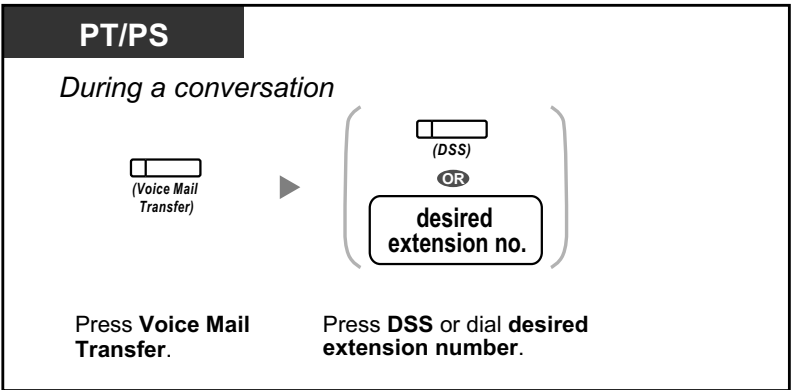 PT/PS
During a conversation
(Voice Mail
Transfer)
(DSS)
OR
desired
extension no.
Press Voice Mail
Transfer.
Press DSS or dial desired
extension number.